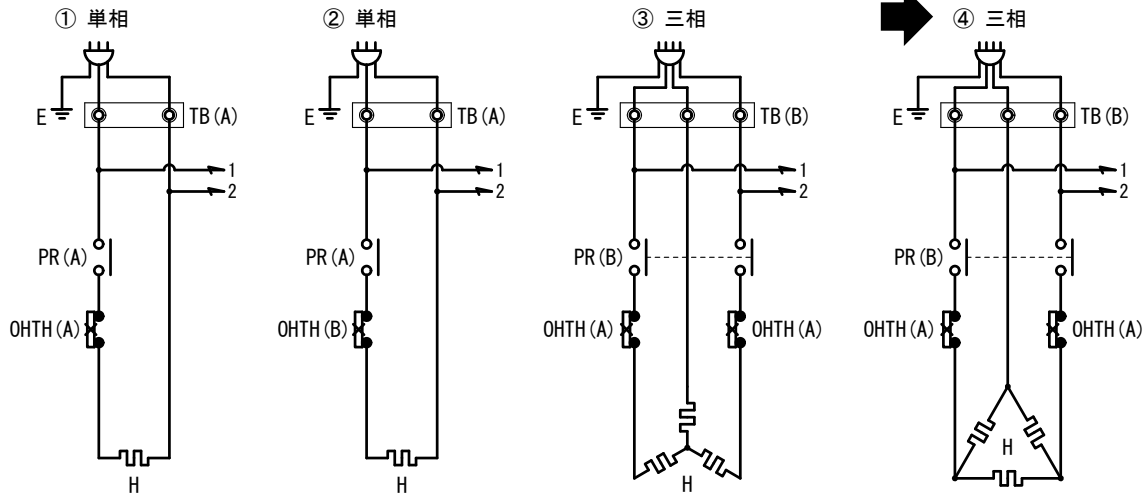 ① 単相
E
TB(A)
1
2
PR(A)
OHTH(A)
H
② 単相
E
TB(A)
1
2
PR(A)
OHTH(B)
H
③ 三相
E
TB(B)
1
2
PR(B)
OHTH(A)
OHTH(A)
H
④ 三相
E
TB(B)
1
2
PR(B)
OHTH(A)
OHTH(A)
H